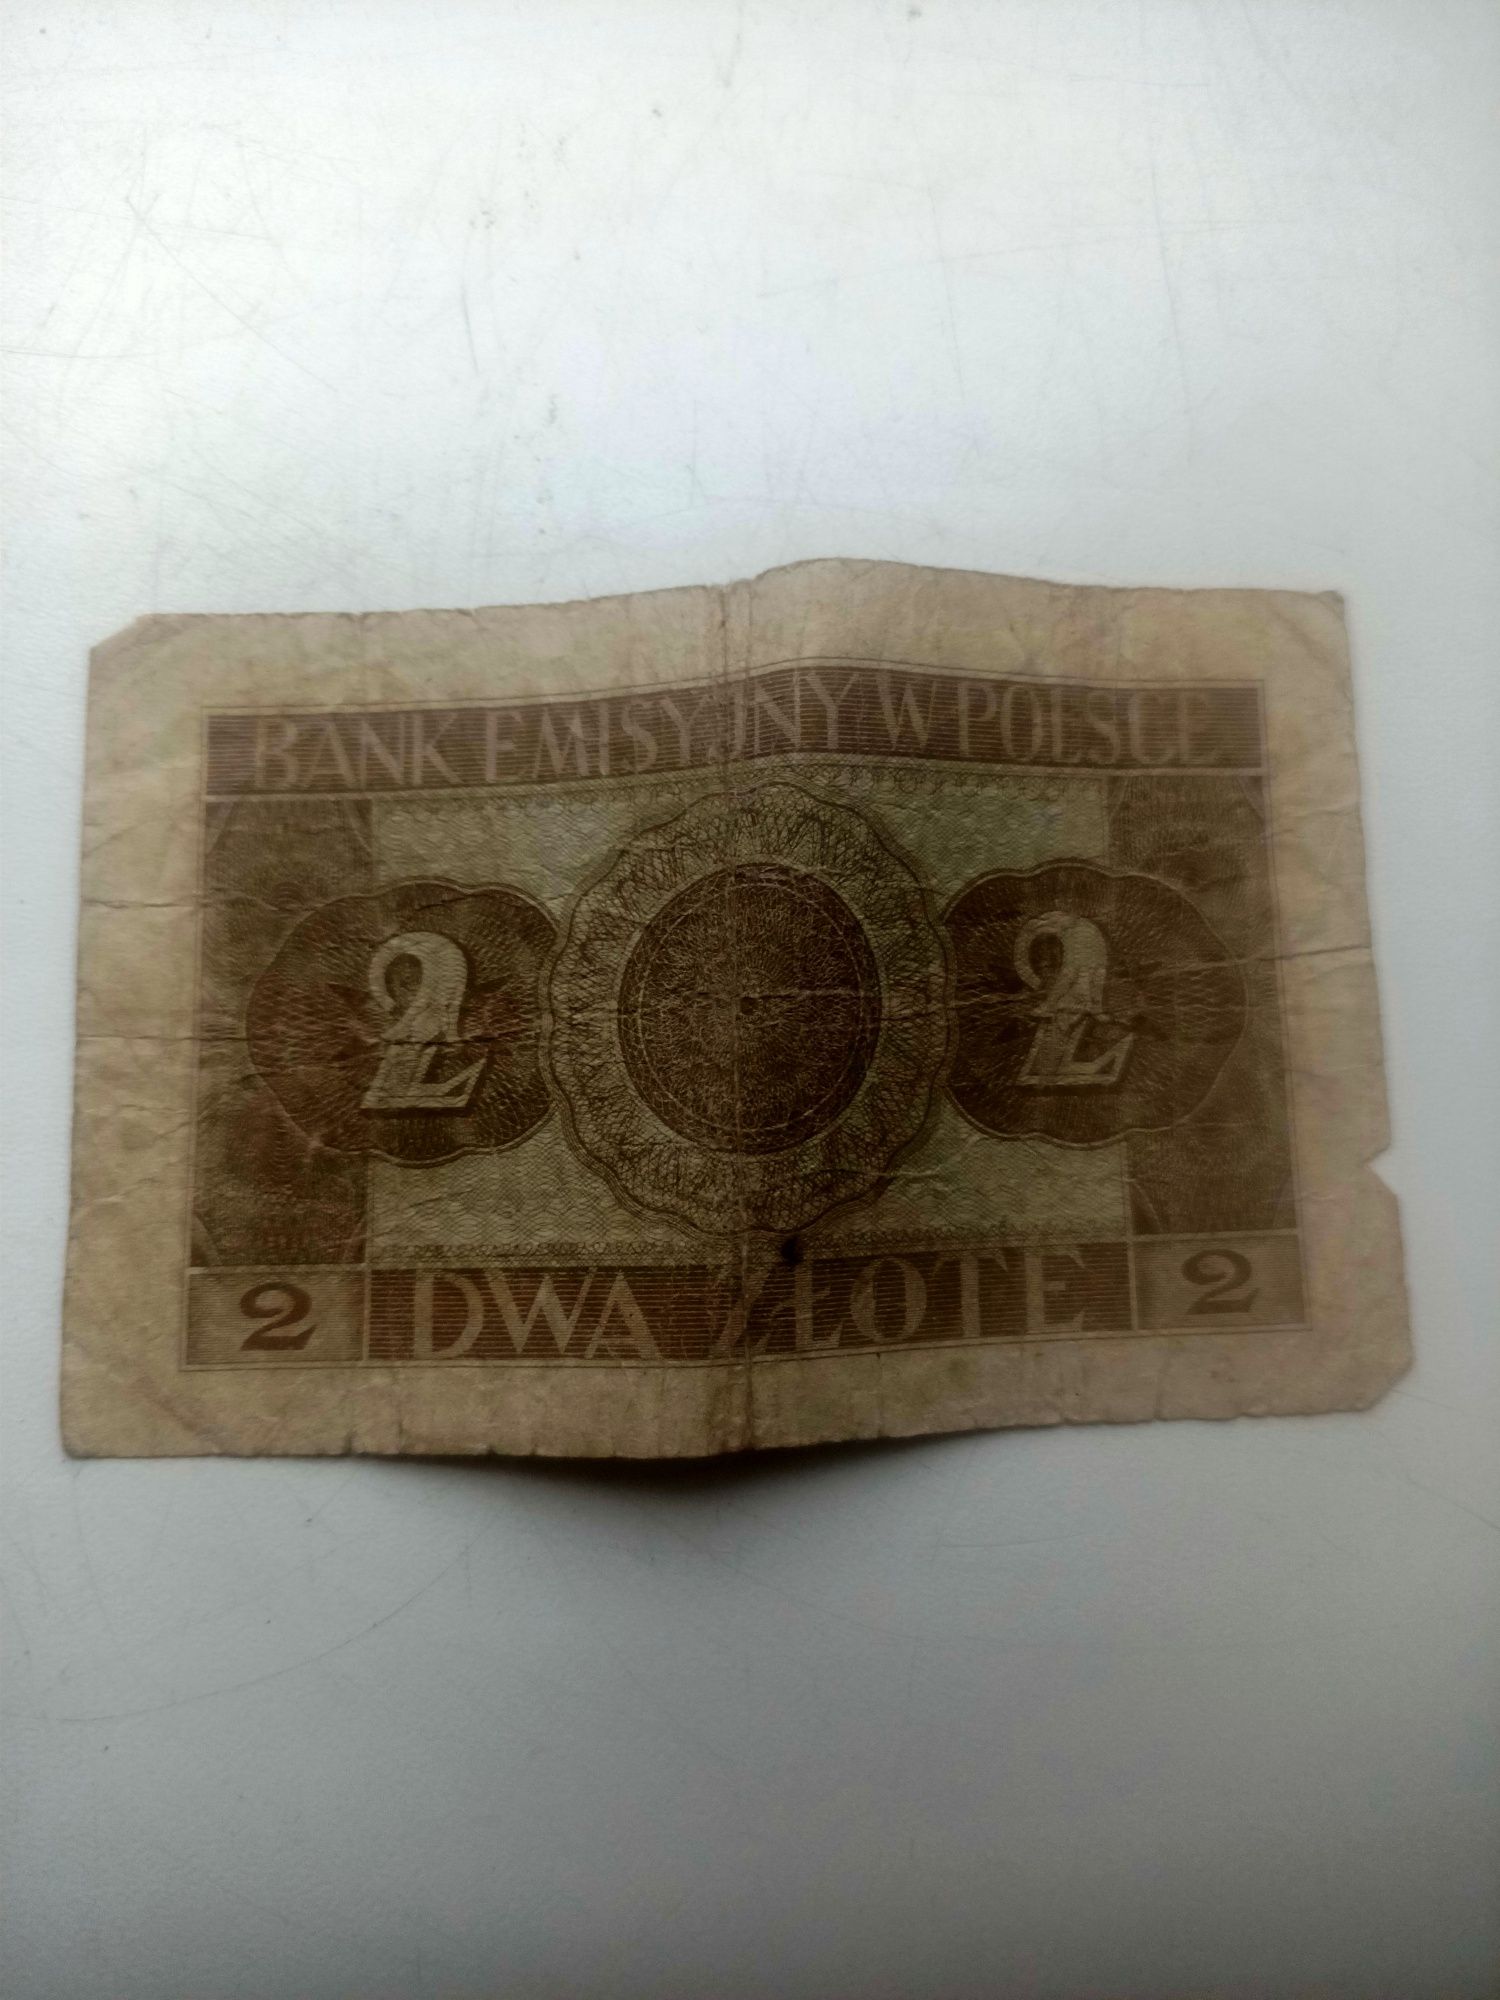 BANK EMISYJNY W POLSCE
2 2
2 DWA ZŁOTE 2